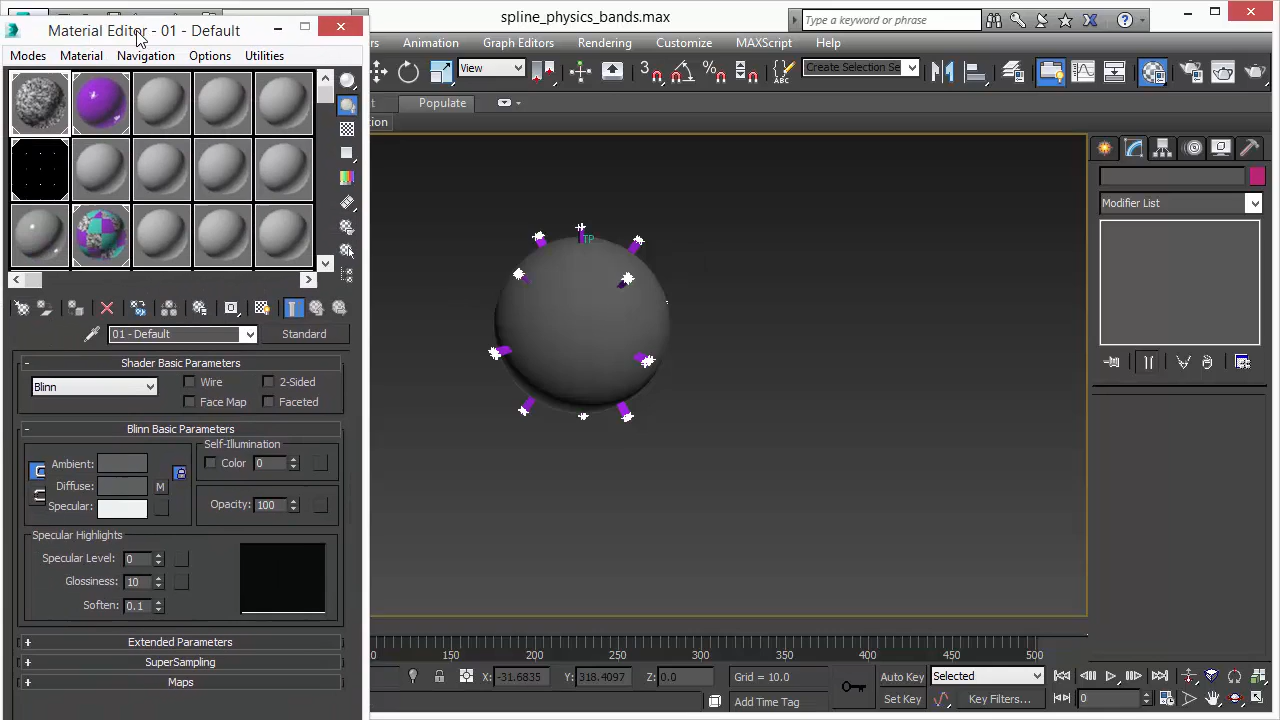 spline_physics_bands.max
Type a keyword or phrase
Material Editor - 01 - Default
Modes Material Navigation Options Utilities
Animation Graph Editors Rendering Customize MAXScript Help
View
Create Selection Se
Populate
TP
Modifier List
01 - Default Standard
Shader Basic Parameters
Blinn Wire 2-Sided
Face Map Faceted
Blinn Basic Parameters
Self-Illumination
Ambient: Color 0
Diffuse: M
Specular: Opacity: 100
Specular Highlights
Specular Level: 0
Glossiness: 10
Soften: 0.1
Extended Parameters
SuperSampling
Maps
200 250 300 350 400 450 500
X: -31.6835 Y: 318.4097 Z: 0.0 Grid = 10.0 Auto Key Selected
Add Time Tag Set Key Key Filters... 0